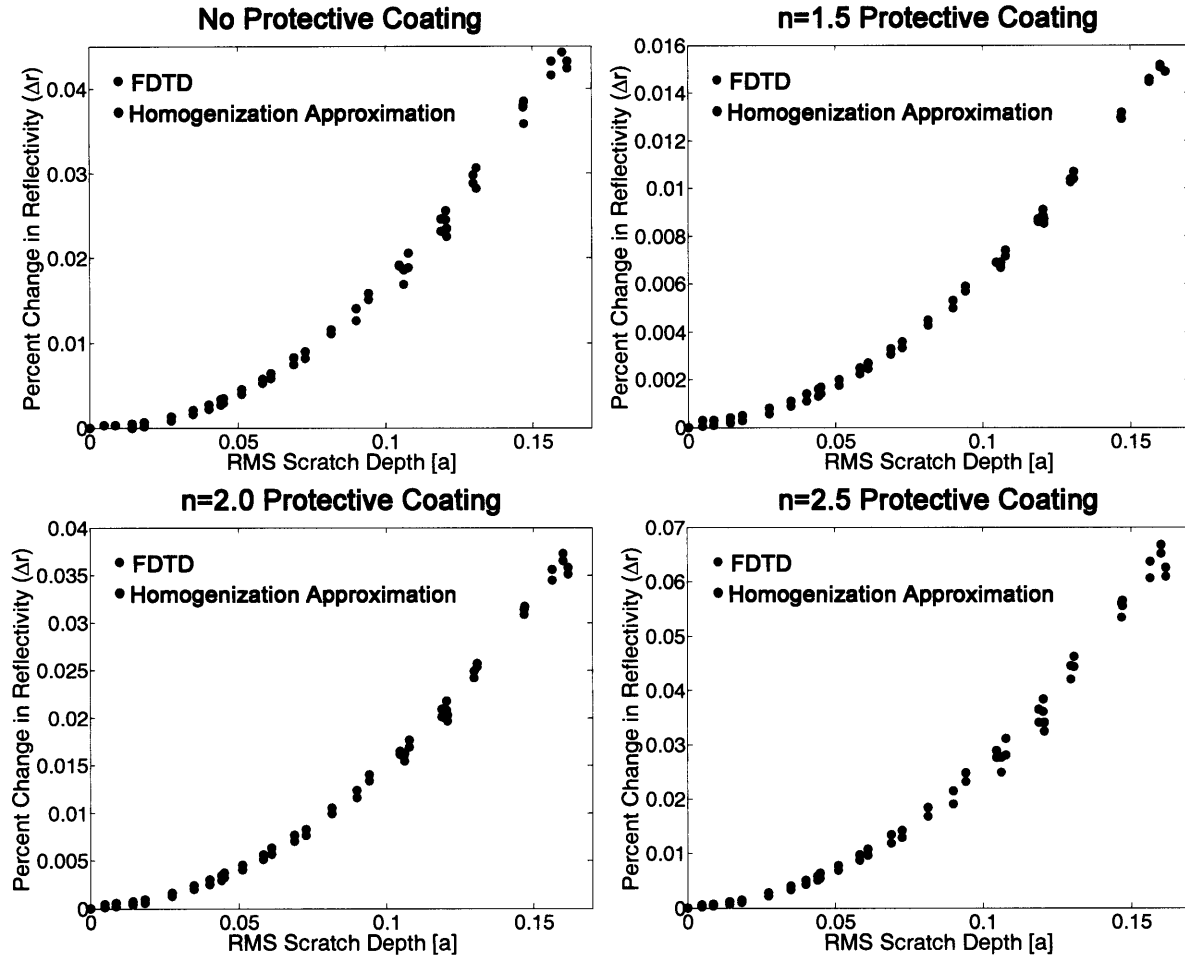 No Protective Coating
Percent Change in Reflectivity (Δr)
0.04
0.03
0.02
0.01
0
FDTD
Homogenization Approximation
0 0.05 0.1 0.15
RMS Scratch Depth [a]
n=1.5 Protective Coating
Percent Change in Reflectivity (Δr)
0.016
0.014
0.012
0.01
0.008
0.006
0.004
0.002
0
FDTD
Homogenization Approximation
0 0.05 0.1 0.15
RMS Scratch Depth [a]
n=2.0 Protective Coating
Percent Change in Reflectivity (Δr)
0.04
0.035
0.03
0.025
0.02
0.015
0.01
0.005
0
FDTD
Homogenization Approximation
0 0.05 0.1 0.15
RMS Scratch Depth [a]
n=2.5 Protective Coating
Percent Change in Reflectivity (Δr)
0.07
0.06
0.05
0.04
0.03
0.02
0.01
0
FDTD
Homogenization Approximation
0 0.05 0.1 0.15
RMS Scratch Depth [a]